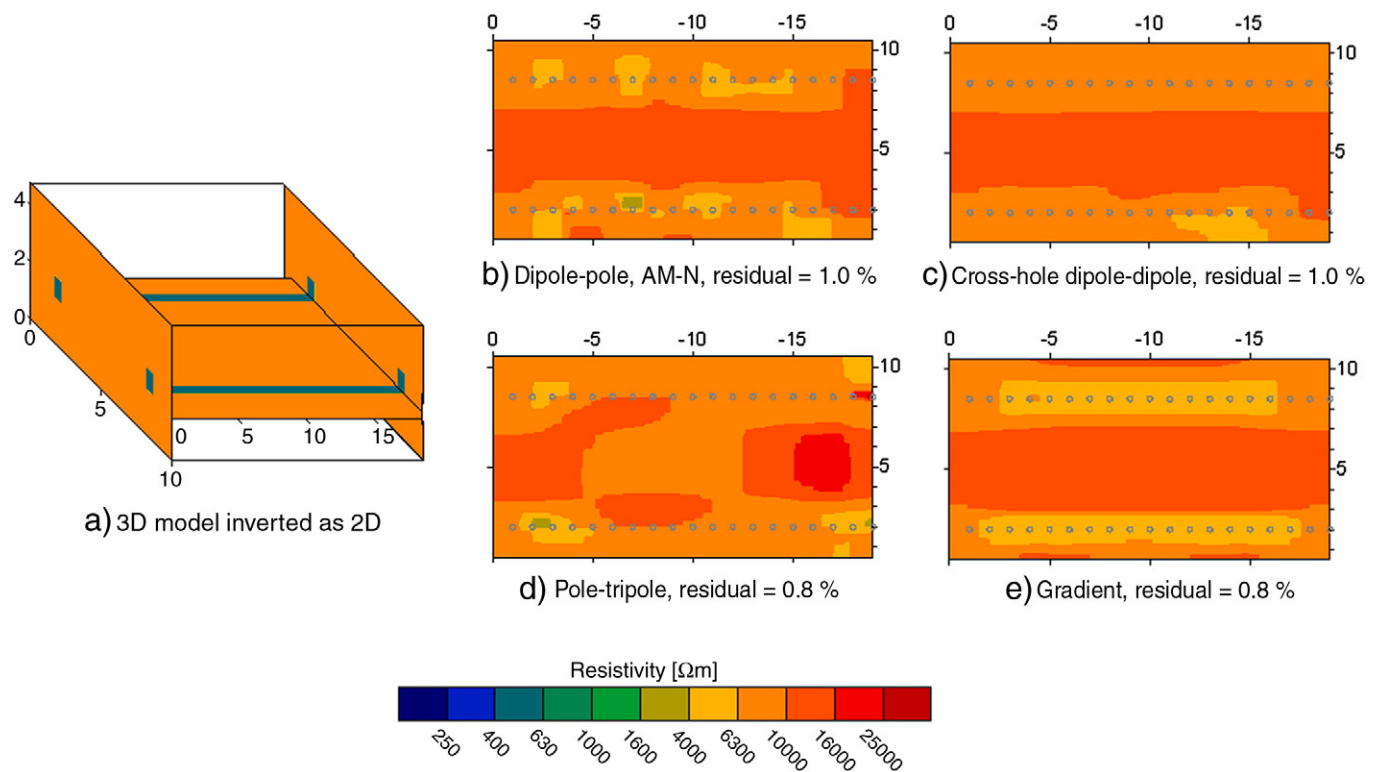 0 -5 -10 -15
10
5
b) Dipole-pole, AM-N, residual = 1.0 %
0 -5 -10 -15
10
5
c) Cross-hole dipole-dipole, residual = 1.0 %
4
2
0
0
5
10
0 5 10 15
a) 3D model inverted as 2D
0 -5 -10 -15
10
5
d) Pole-tripole, residual = 0.8 %
0 -5 -10 -15
10
5
e) Gradient, residual = 0.8 %
Resistivity [Ωm]
250 400 630 1000 1600 4000 6300 10000 16000 25000